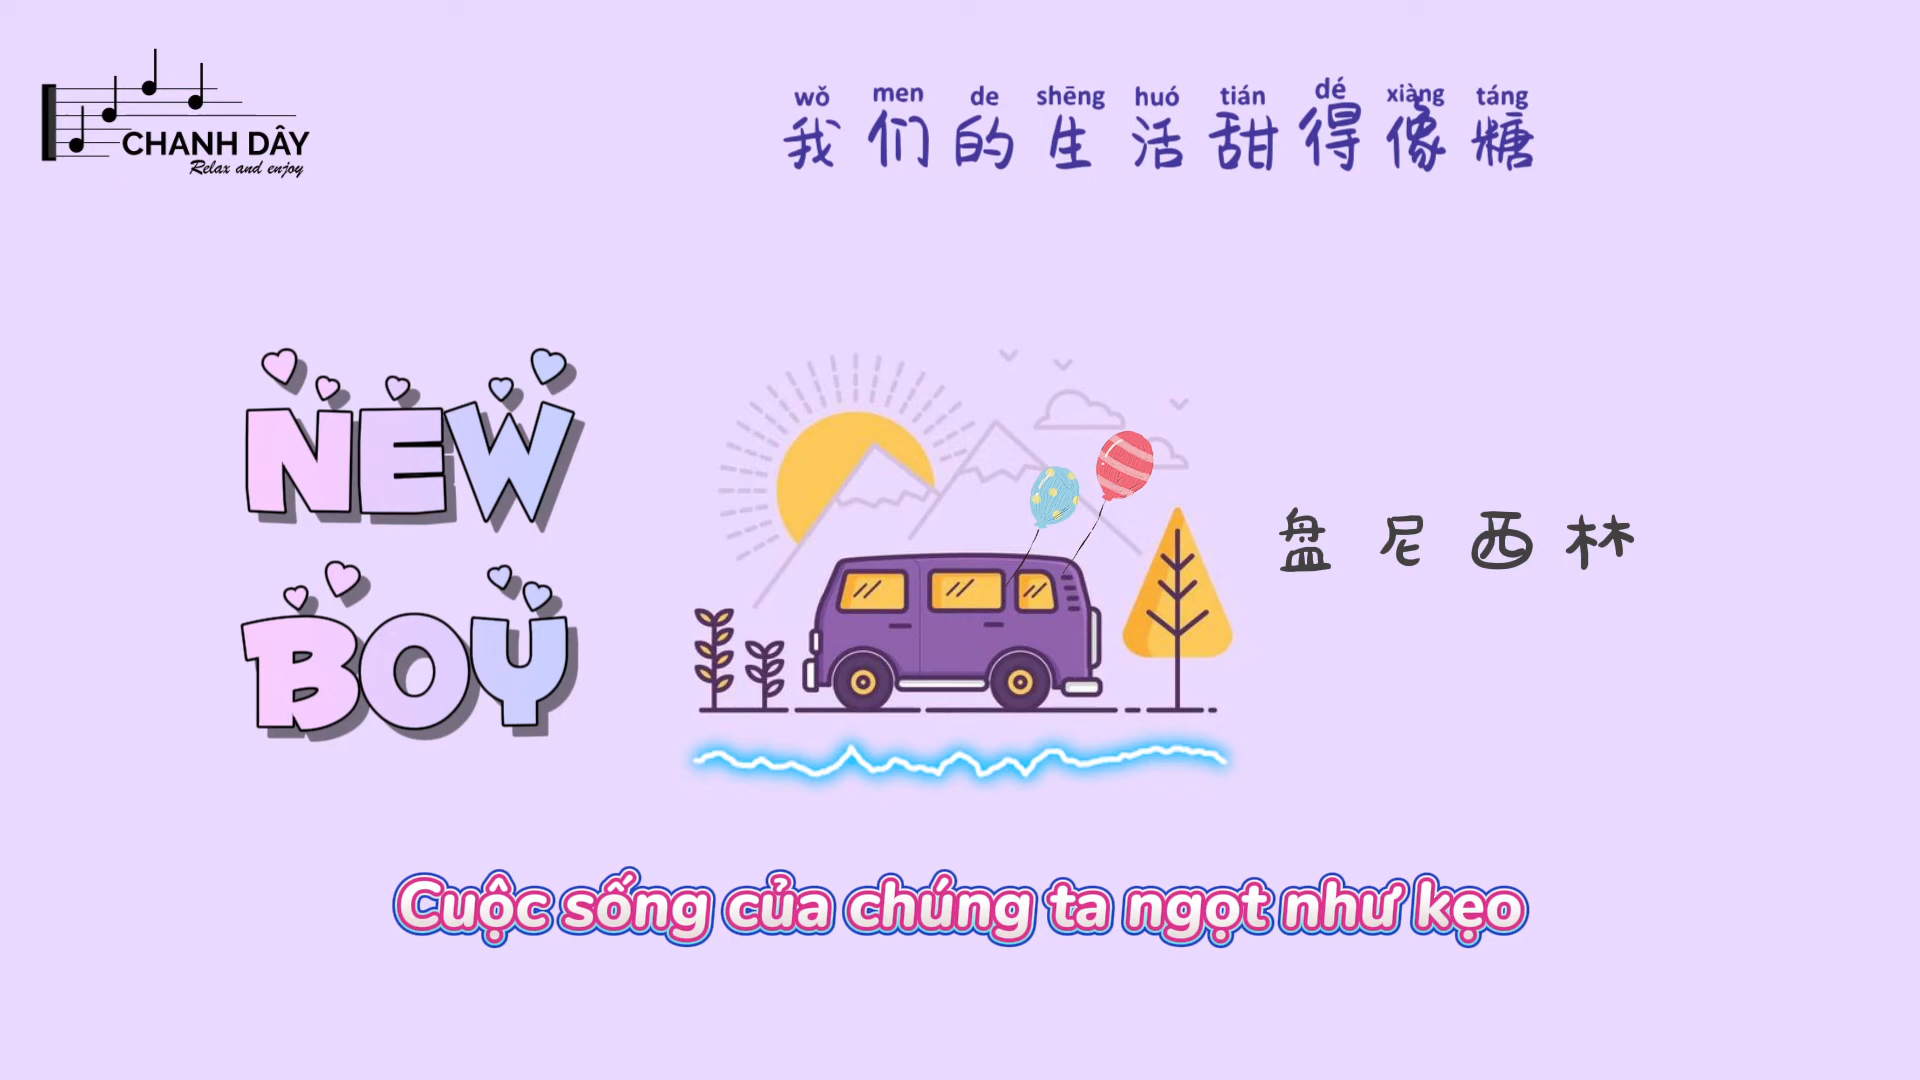 CHANH DÂY
Relax and enjoy
wǒ men de shēng huó tián dé xiàng táng
我们的生活甜得像糖
NEW
BOY
盘尼西林
Cuộc sống của chúng ta ngọt như kẹo